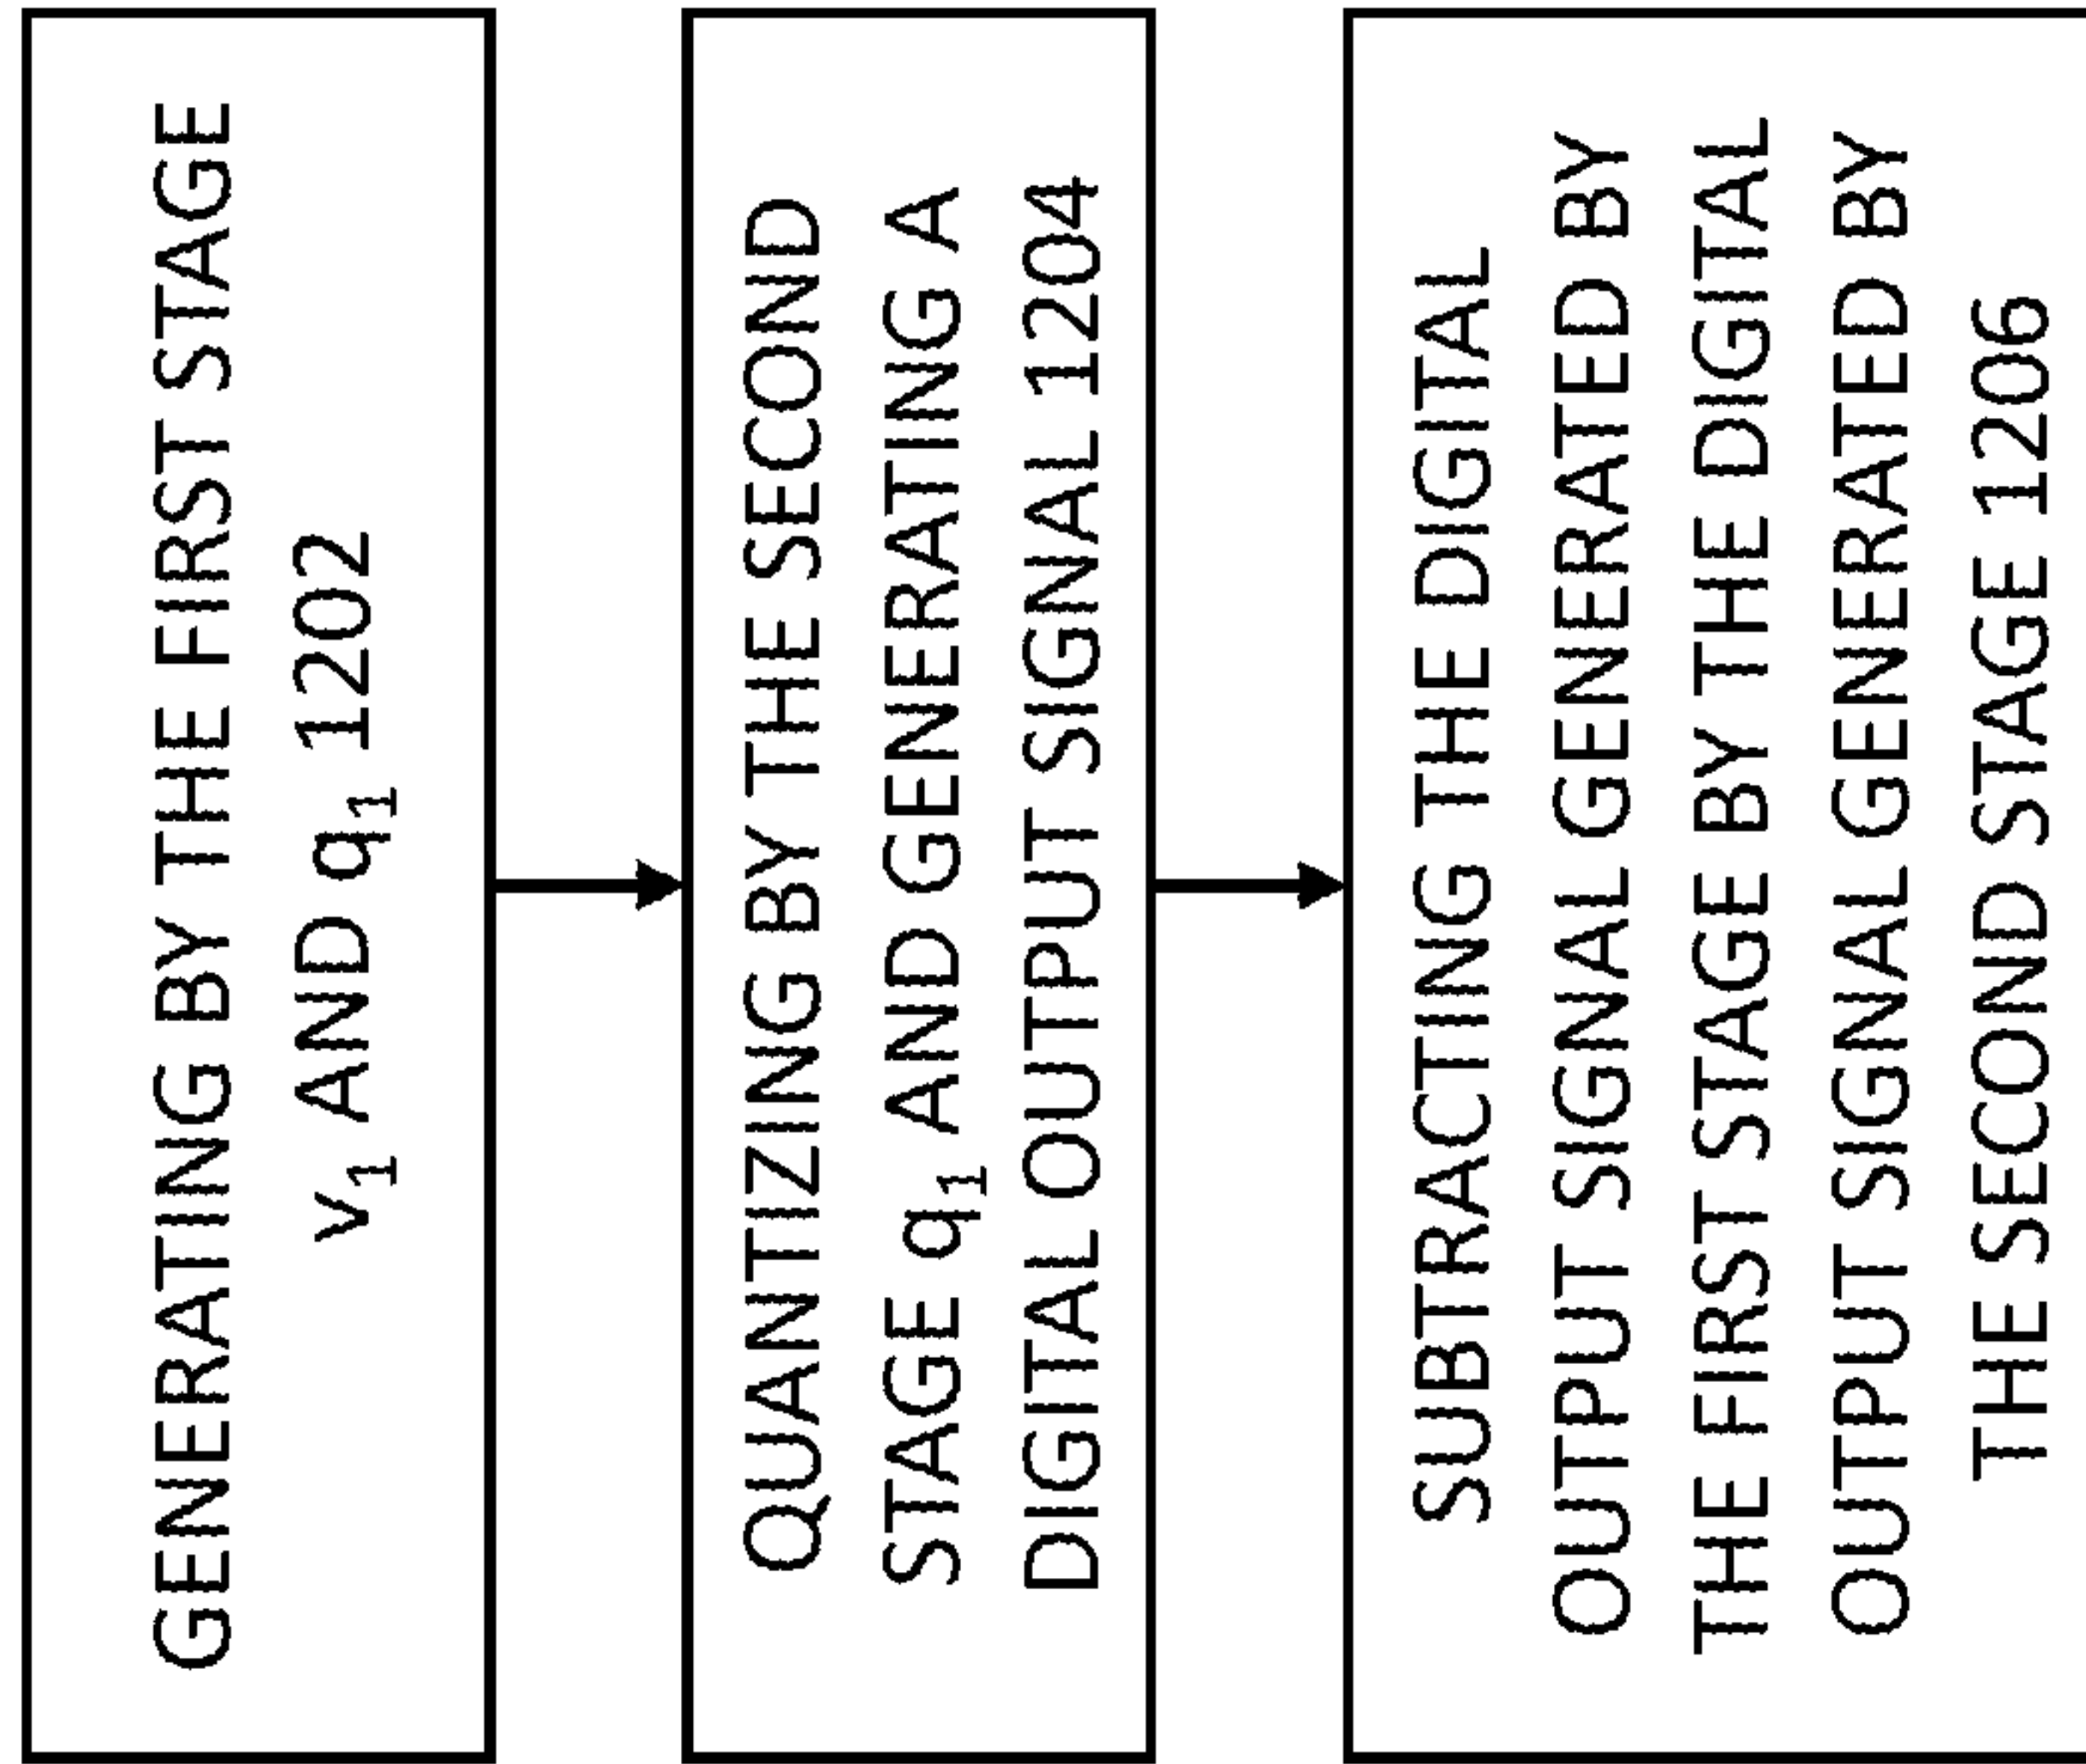 GENERATING BY THE FIRST STAGE
v₁ AND q₁ 1202
QUANTIZING BY THE SECOND
STAGE q₁ AND GENERATING A
DIGITAL OUTPUT SIGNAL 1204
SUBTRACTING THE DIGITAL
OUTPUT SIGNAL GENERATED BY
THE FIRST STAGE BY THE DIGITAL
OUTPUT SIGNAL GENERATED BY
THE SECOND STAGE 1206